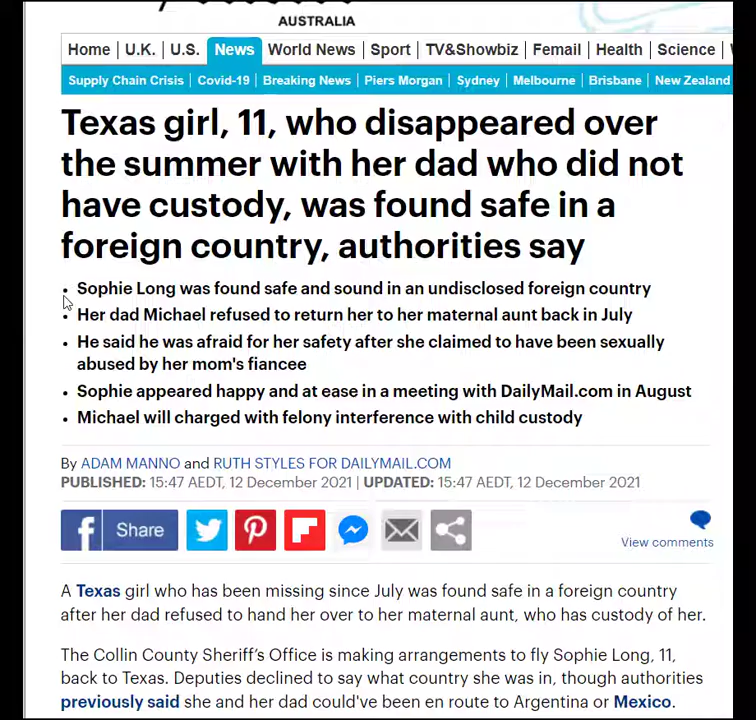 AUSTRALIA
Home U.K. U.S. News World News Sport TV&Showbiz Femail Health Science
Supply Chain Crisis Covid-19 Breaking News Piers Morgan Sydney Melbourne Brisbane New Zealand
Texas girl, 11, who disappeared over
the summer with her dad who did not
have custody, was found safe in a
foreign country, authorities say
Sophie Long was found safe and sound in an undisclosed foreign country
Her dad Michael refused to return her to her maternal aunt back in July
He said he was afraid for her safety after she claimed to have been sexually
abused by her mom's fiancee
Sophie appeared happy and at ease in a meeting with DailyMail.com in August
Michael will charged with felony interference with child custody
By ADAM MANNO and RUTH STYLES FOR DAILYMAIL.COM
PUBLISHED: 15:47 AEDT, 12 December 2021 | UPDATED: 15:47 AEDT, 12 December 2021
Share
View comments
A Texas girl who has been missing since July was found safe in a foreign country
after her dad refused to hand her over to her maternal aunt, who has custody of her.
The Collin County Sheriff's Office is making arrangements to fly Sophie Long, 11,
back to Texas. Deputies declined to say what country she was in, though authorities
previously said she and her dad could've been en route to Argentina or Mexico.